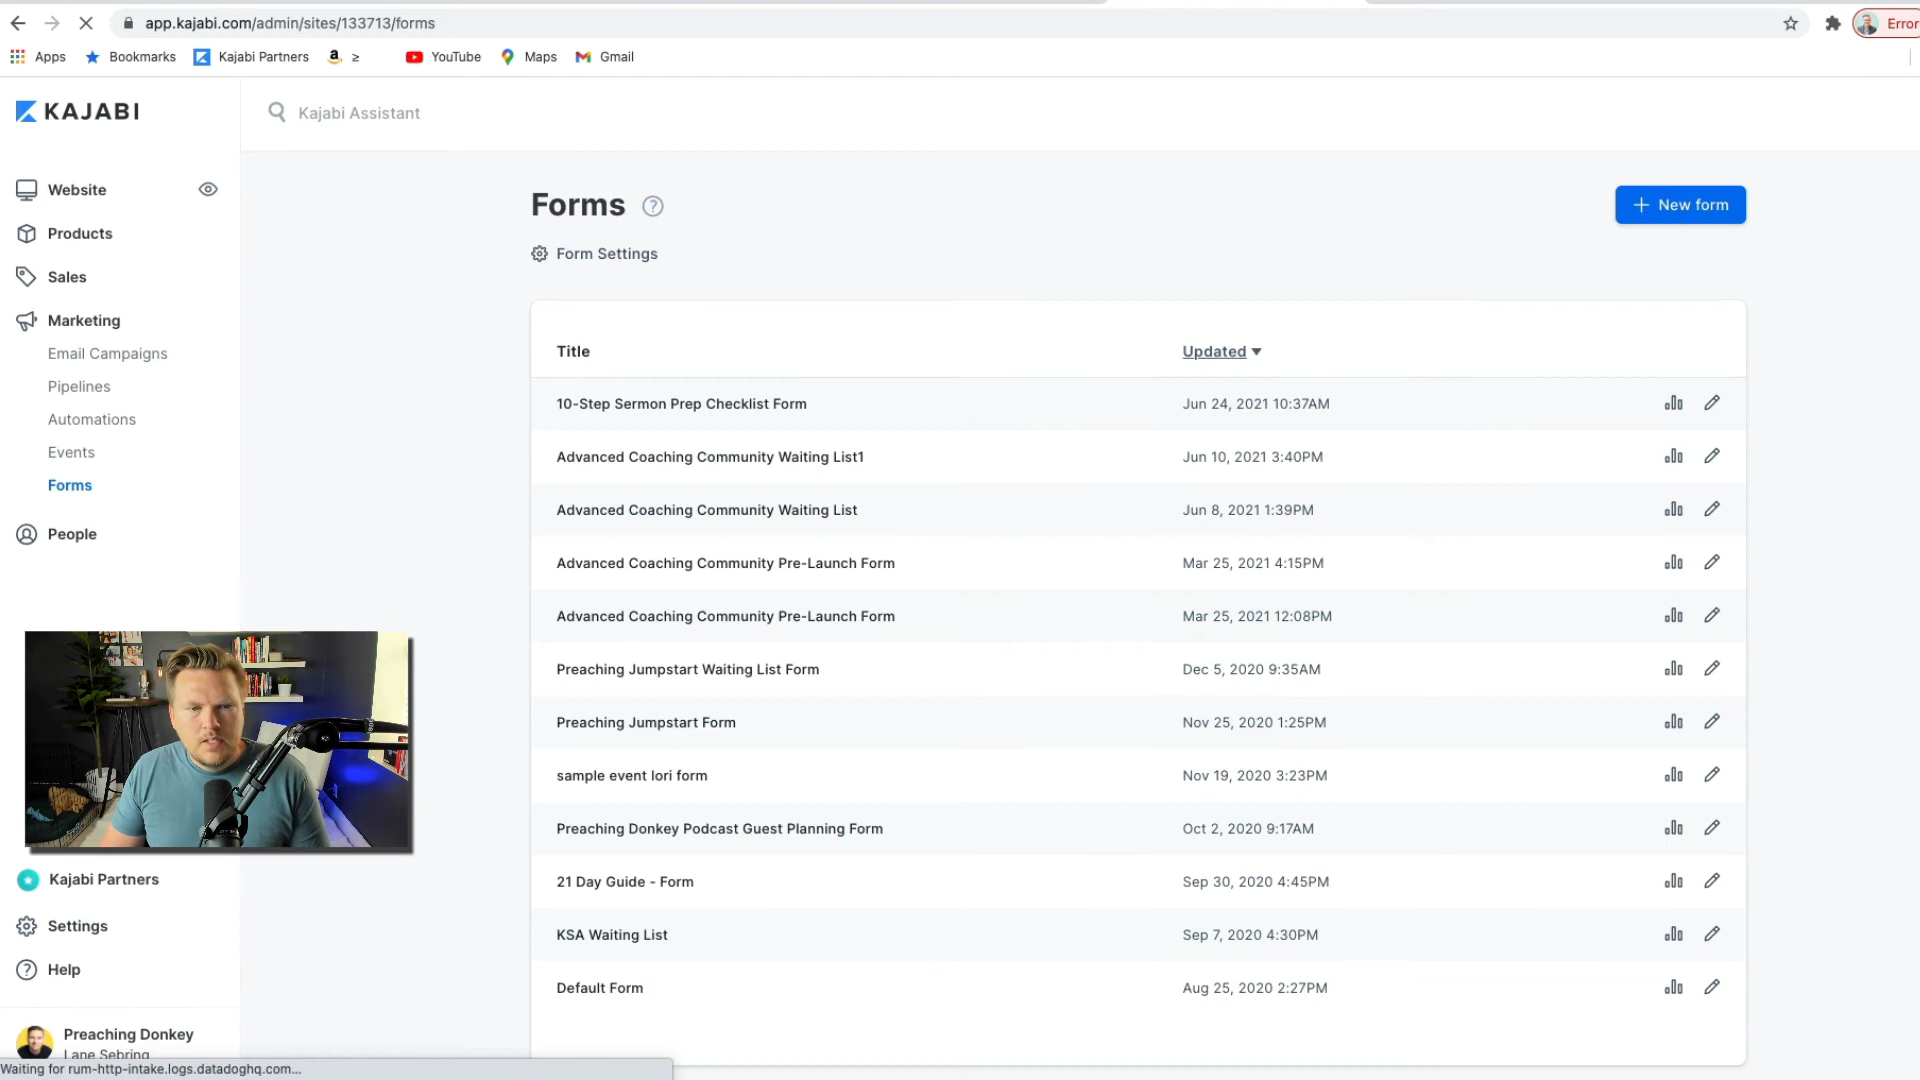 app.kajabi.com/admin/sites/133713/forms
Error
Apps
Bookmarks
Kajabi Partners
≥
YouTube
Maps
Gmail
KAJABI
Kajabi Assistant
Website
Products
Sales
Marketing
Email Campaigns
Pipelines
Automations
Events
Forms
People
Kajabi Partners
Settings
Help
Preaching Donkey
Lane Sebring
Waiting for rum-http-intake.logs.datadoghq.com...
Forms
+ New form
Form Settings
Title Updated ▼
10-Step Sermon Prep Checklist Form Jun 24, 2021 10:37AM
Advanced Coaching Community Waiting List1 Jun 10, 2021 3:40PM
Advanced Coaching Community Waiting List Jun 8, 2021 1:39PM
Advanced Coaching Community Pre-Launch Form Mar 25, 2021 4:15PM
Advanced Coaching Community Pre-Launch Form Mar 25, 2021 12:08PM
Preaching Jumpstart Waiting List Form Dec 5, 2020 9:35AM
Preaching Jumpstart Form Nov 25, 2020 1:25PM
sample event lori form Nov 19, 2020 3:23PM
Preaching Donkey Podcast Guest Planning Form Oct 2, 2020 9:17AM
21 Day Guide - Form Sep 30, 2020 4:45PM
KSA Waiting List Sep 7, 2020 4:30PM
Default Form Aug 25, 2020 2:27PM